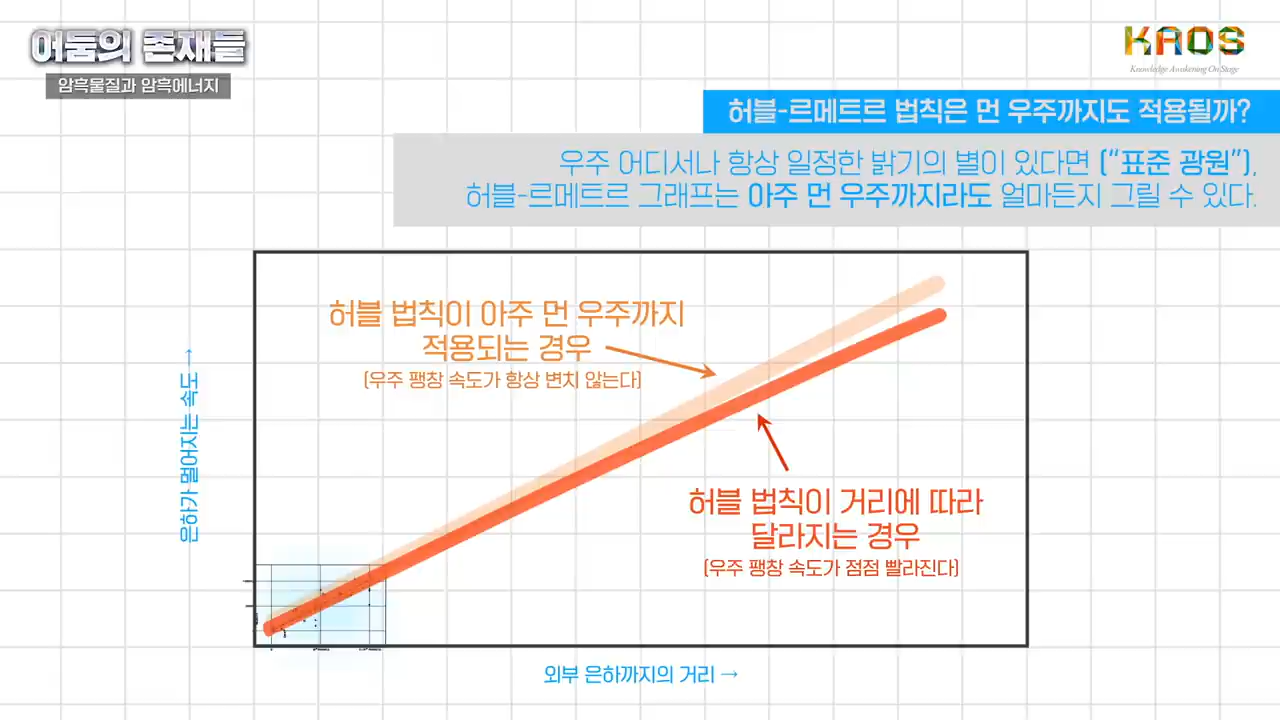 어둠의 존재들
암흑물질과 암흑에너지
KAOS
Knowledge Awakening On Stage
허블-르메트르 법칙은 먼 우주까지도 적용될까?
우주 어디서나 항상 일정한 밝기의 별이 있다면 (“표준 광원”),
허블-르메트르 그래프는 아주 먼 우주까지라도 얼마든지 그릴 수 있다.
허블 법칙이 아주 먼 우주까지
적용되는 경우
(우주 팽창 속도가 항상 변치 않는다)
은하가 멀어지는 속도 →
허블 법칙이 거리에 따라
달라지는 경우
(우주 팽창 속도가 점점 빨라진다)
외부 은하까지의 거리 →